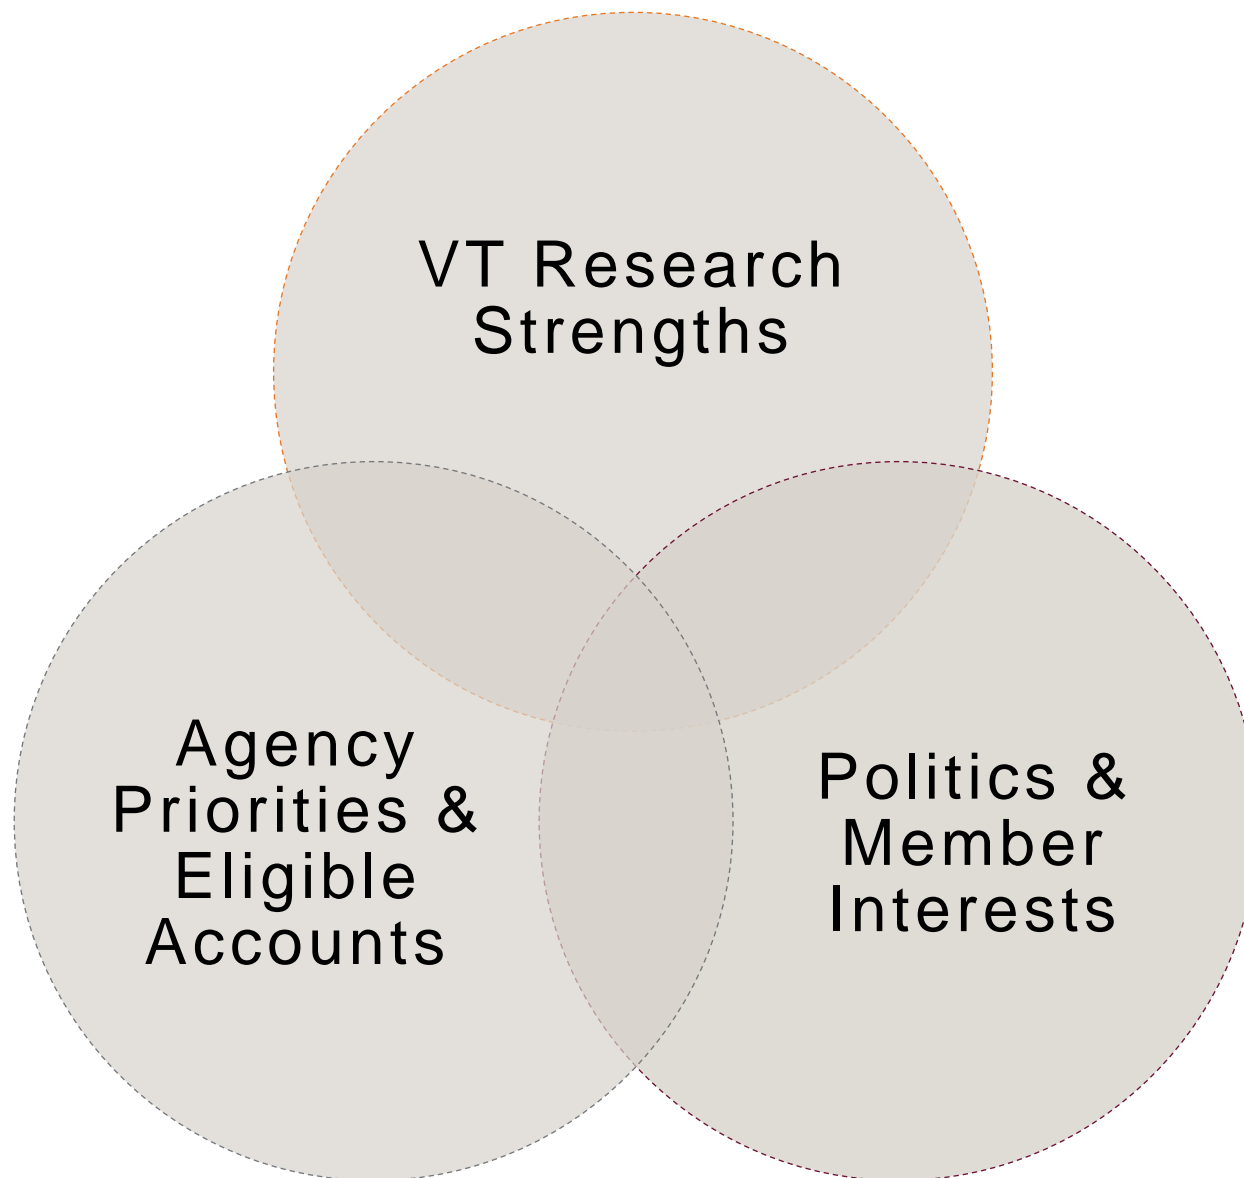 VT Research
Strengths
Agency
Priorities &
Eligible
Accounts
Politics &
Member
Interests